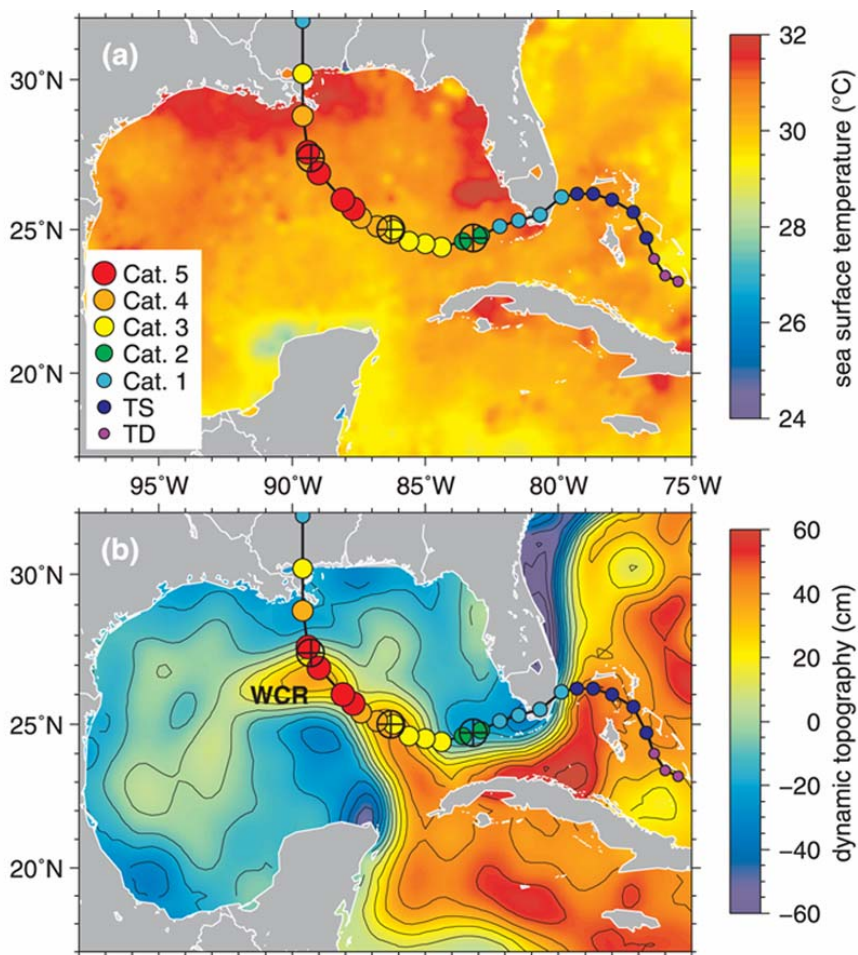 (a)
30°N
25°N
20°N
Cat. 5
Cat. 4
Cat. 3
Cat. 2
Cat. 1
TS
TD
32
30
28
26
24
sea surface temperature (°C)
95°W
90°W
85°W
80°W
75°W
(b)
30°N
25°N
20°N
WCR
60
40
20
0
−20
−40
−60
dynamic topography (cm)